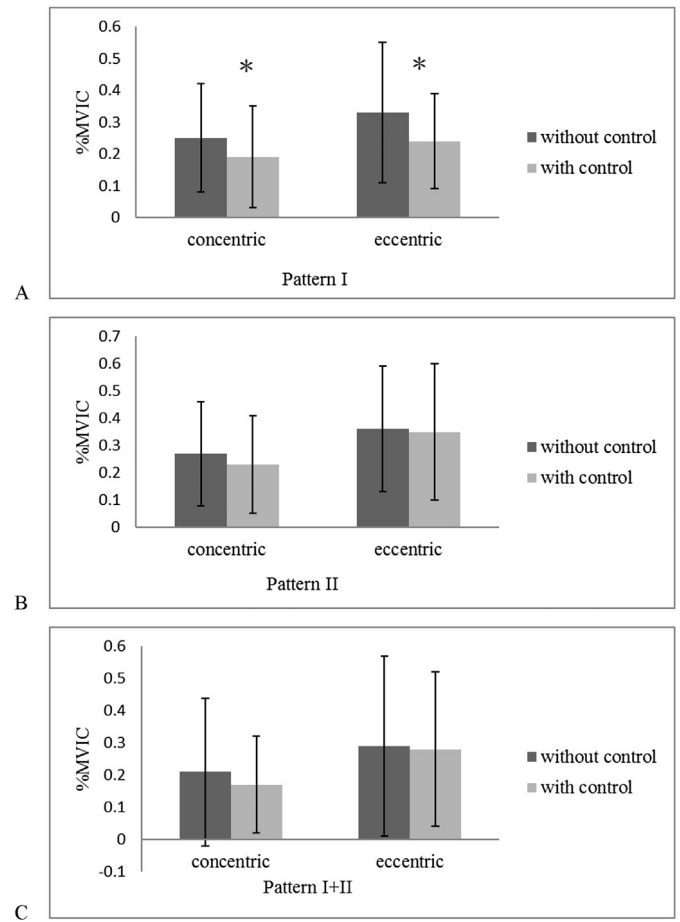 0.6
0.5
0.4
0.3
0.2
0.1
0
%MVIC
*
*
without control
with control
concentric
eccentric
Pattern I
A
0.7
0.6
0.5
0.4
0.3
0.2
0.1
0
%MVIC
without control
with control
concentric
eccentric
Pattern II
B
0.6
0.5
0.4
0.3
0.2
0.1
0
-0.1
%MVIC
without control
with control
concentric
eccentric
Pattern I+II
C